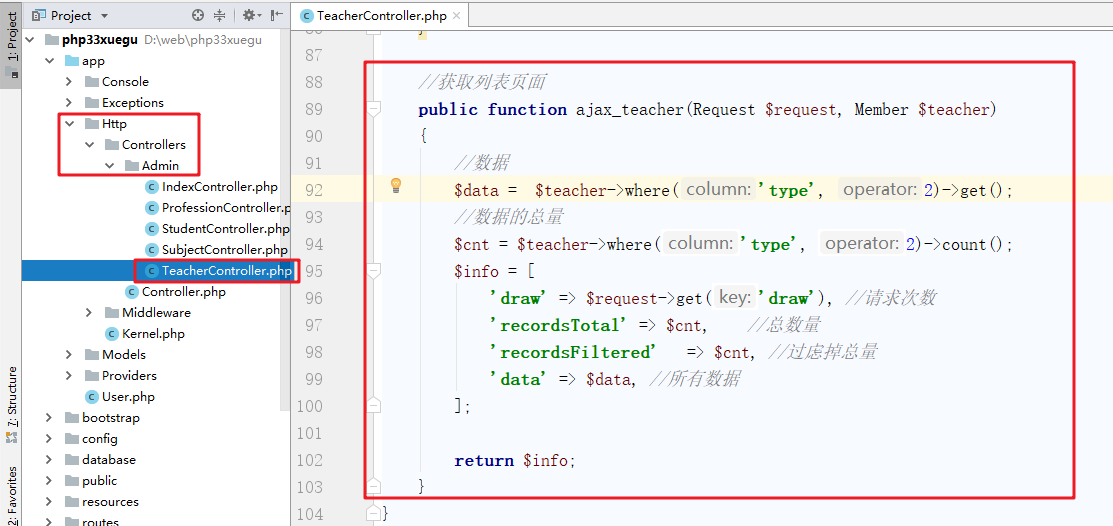 1: Project
7: Structure
2: Favorites
Project
php33xuegu D:\web\php33xuegu
app
Console
Exceptions
Http
Controllers
Admin
IndexController.php
ProfessionController.p
StudentController.php
SubjectController.php
TeacherController.php
Controller.php
Middleware
Kernel.php
Models
Providers
User.php
bootstrap
config
database
public
resources
routes
TeacherController.php
86 }
87
88 //获取列表页面
89 public function ajax_teacher(Request $request, Member $teacher)
90 {
91 //数据
92 $data = $teacher->where( column: 'type', operator: 2)->get();
93 //数据的总量
94 $cnt = $teacher->where( column: 'type', operator: 2)->count();
95 $info = [
96 'draw' => $request->get( key: 'draw'), //请求次数
97 'recordsTotal' => $cnt, //总数量
98 'recordsFiltered' => $cnt, //过虑掉总量
99 'data' => $data, //所有数据
100 ];
101
102 return $info;
103 }
104 }